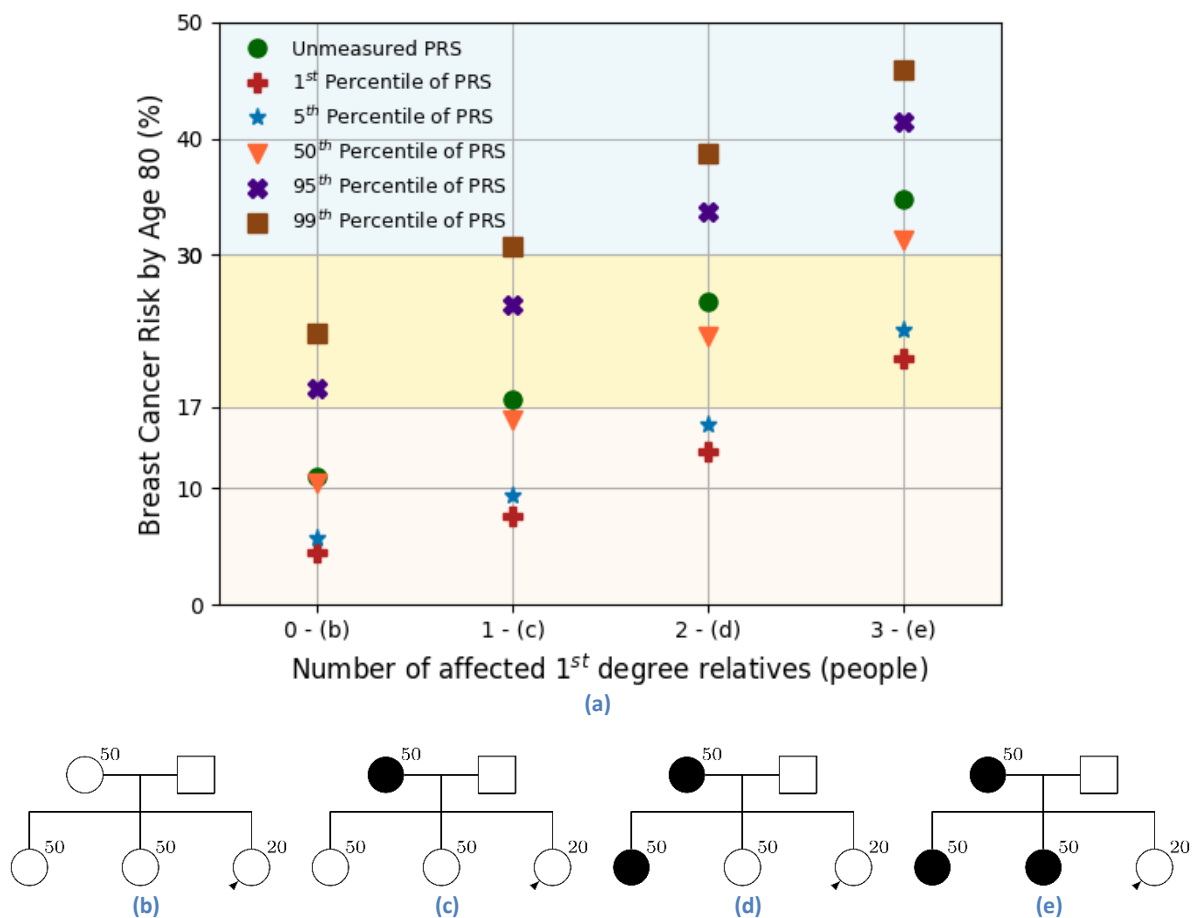 50
40
30
17
10
0
Breast Cancer Risk by Age 80 (%)
Unmeasured PRS
1st Percentile of PRS
5th Percentile of PRS
50th Percentile of PRS
95th Percentile of PRS
99th Percentile of PRS
0 - (b) 1 - (c) 2 - (d) 3 - (e)
Number of affected 1st degree relatives (people)
(a)
50 50 50 50
50 50 20 50 50 20 50 50 20 50 50 20
(b) (c) (d) (e)